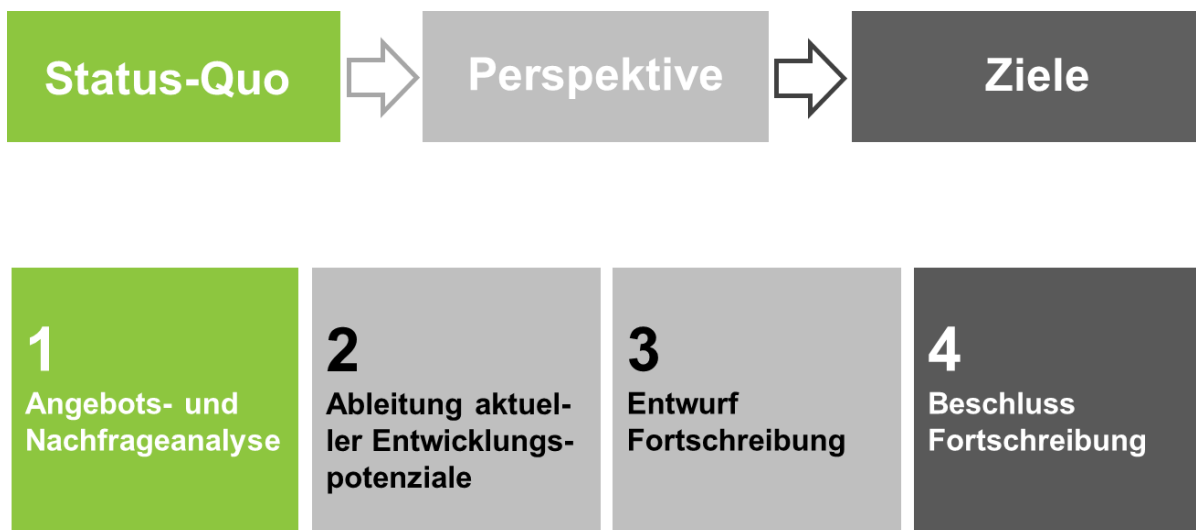 Status-Quo
Perspektive
Ziele
1
Angebots- und
Nachfrageanalyse
2
Ableitung aktuel-
ler Entwicklungs-
potenziale
3
Entwurf
Fortschreibung
4
Beschluss
Fortschreibung